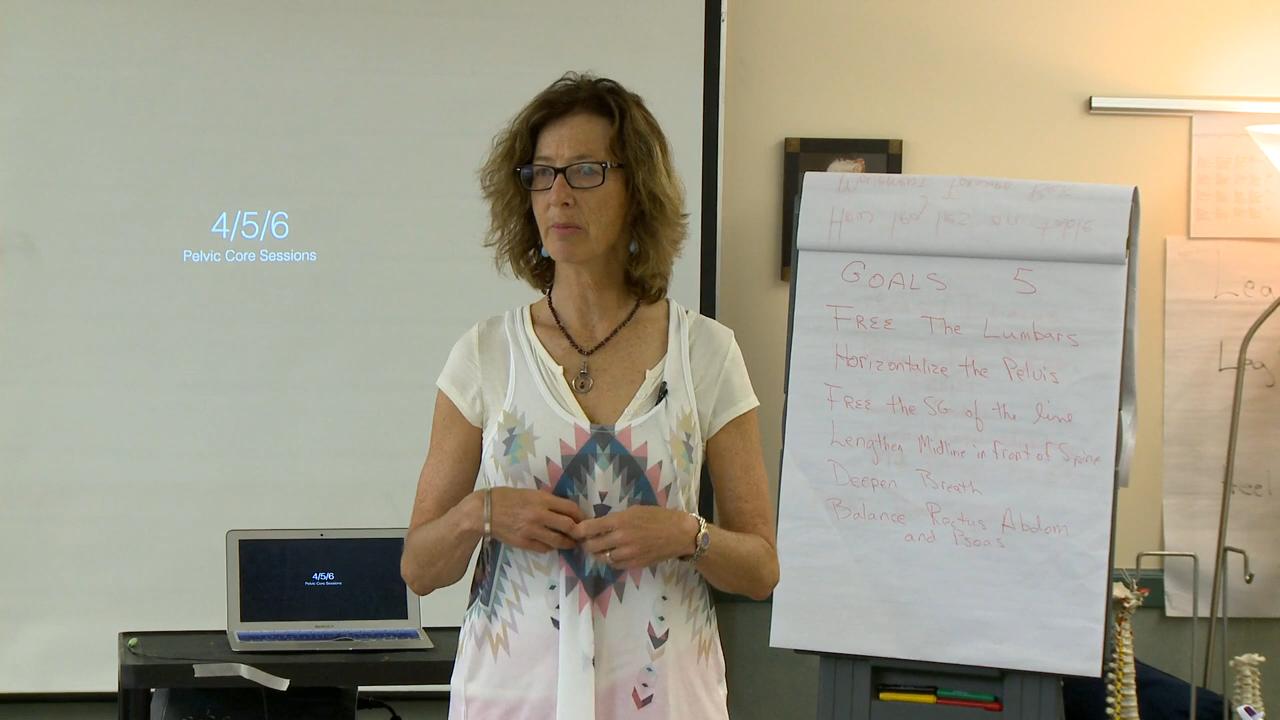 4/5/6
Pelvic Core Sessions
GOALS 5
FREE The Lumbars
Horizontalize the Pelvis
FREE the SG of the line
Lengthen Midline in front of Spine
Deepen Breath
Balance Rectus Abdom
and Psoas
4/5/6
Pelvic Core Sessions
Lea
Leg